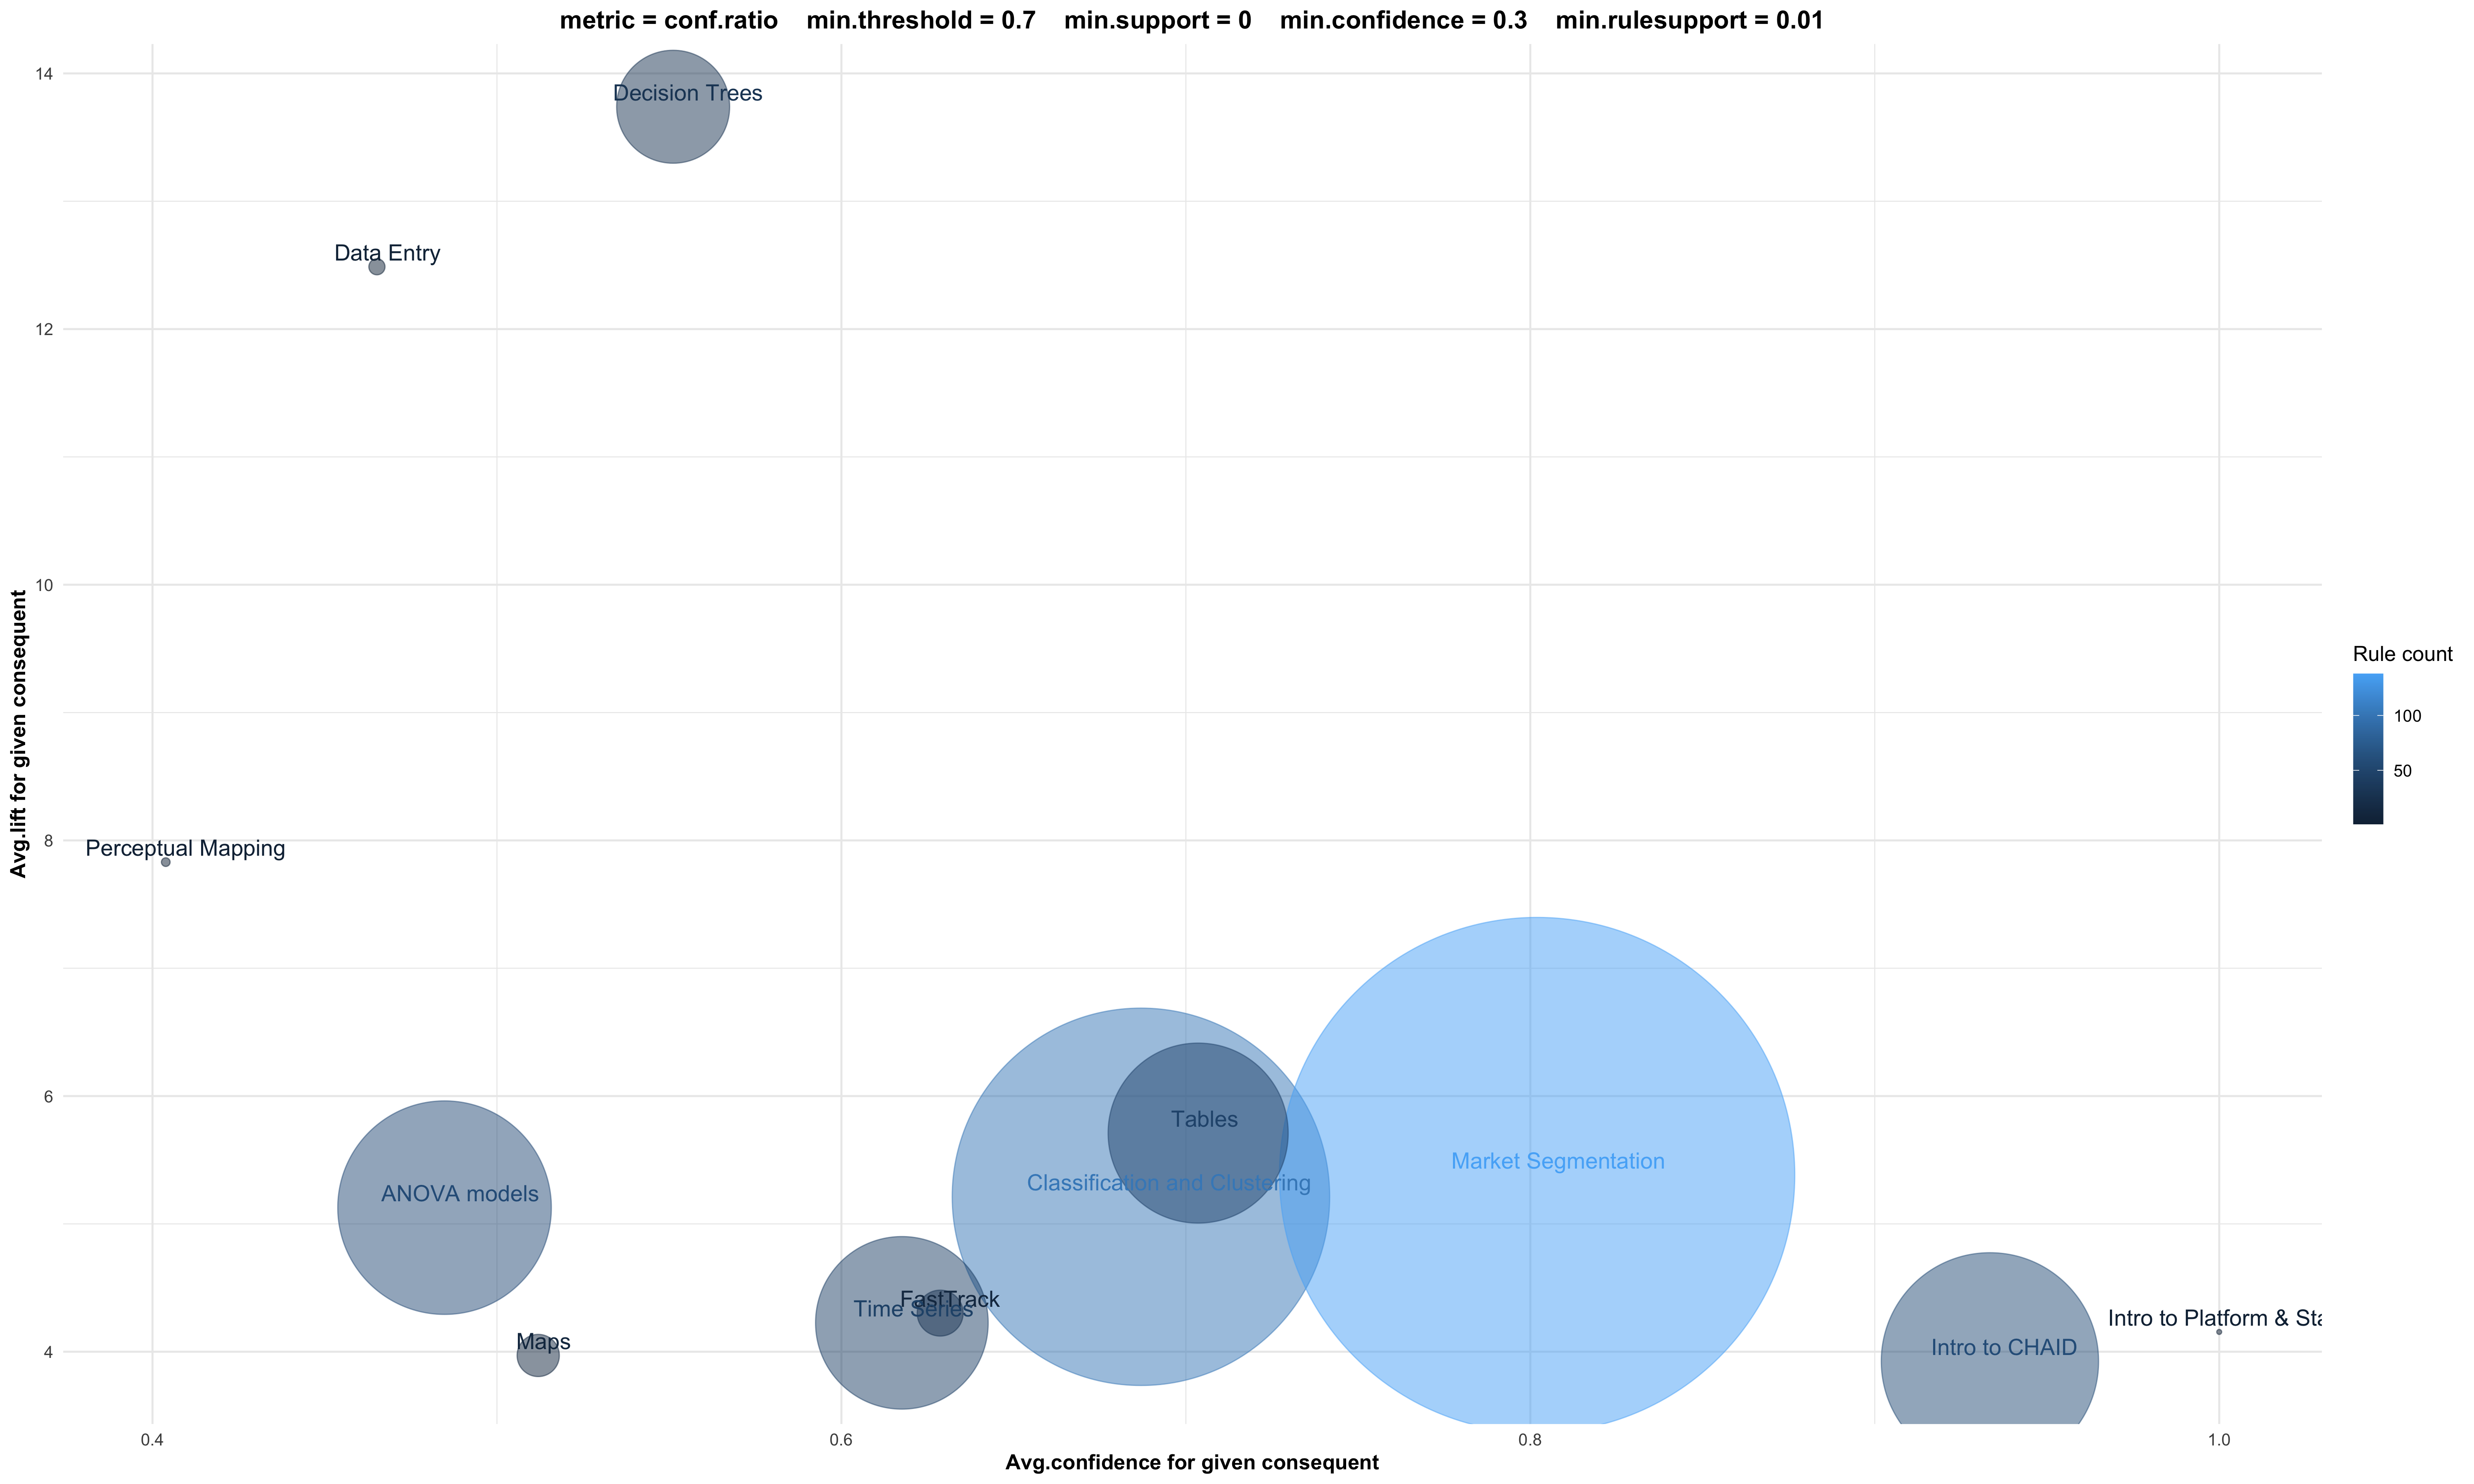 metric = conf.ratio min.threshold = 0.7 min.support = 0 min.confidence = 0.3 min.rulesupport = 0.01
Avg.lift for given consequent
14
12
10
8
6
4
Decision Trees
Data Entry
Perceptual Mapping
Tables
Market Segmentation
Classification and Clustering
ANOVA models
FastTrack
Time Series
Intro to Platform & Sta
Maps
Intro to CHAID
0.4 0.6 0.8 1.0
Avg.confidence for given consequent
Rule count
100
50